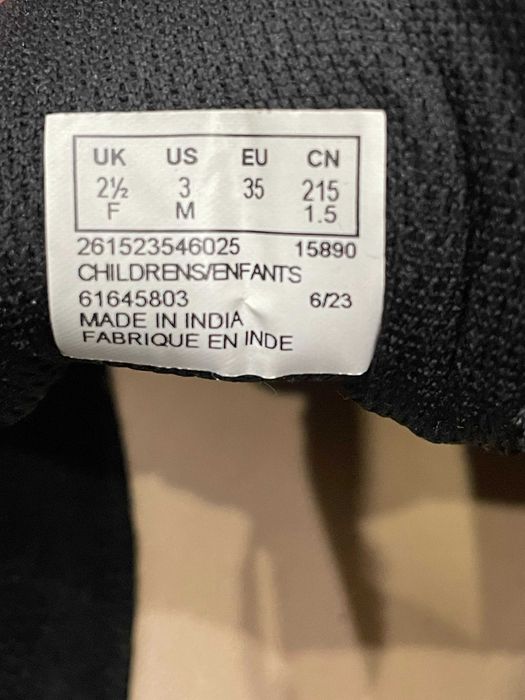 UK US EU CN
2½ 3 35 215
F M 1.5
261523546025 15890
CHILDRENS/ENFANTS
61645803 6/23
MADE IN INDIA
FABRIQUE EN INDE